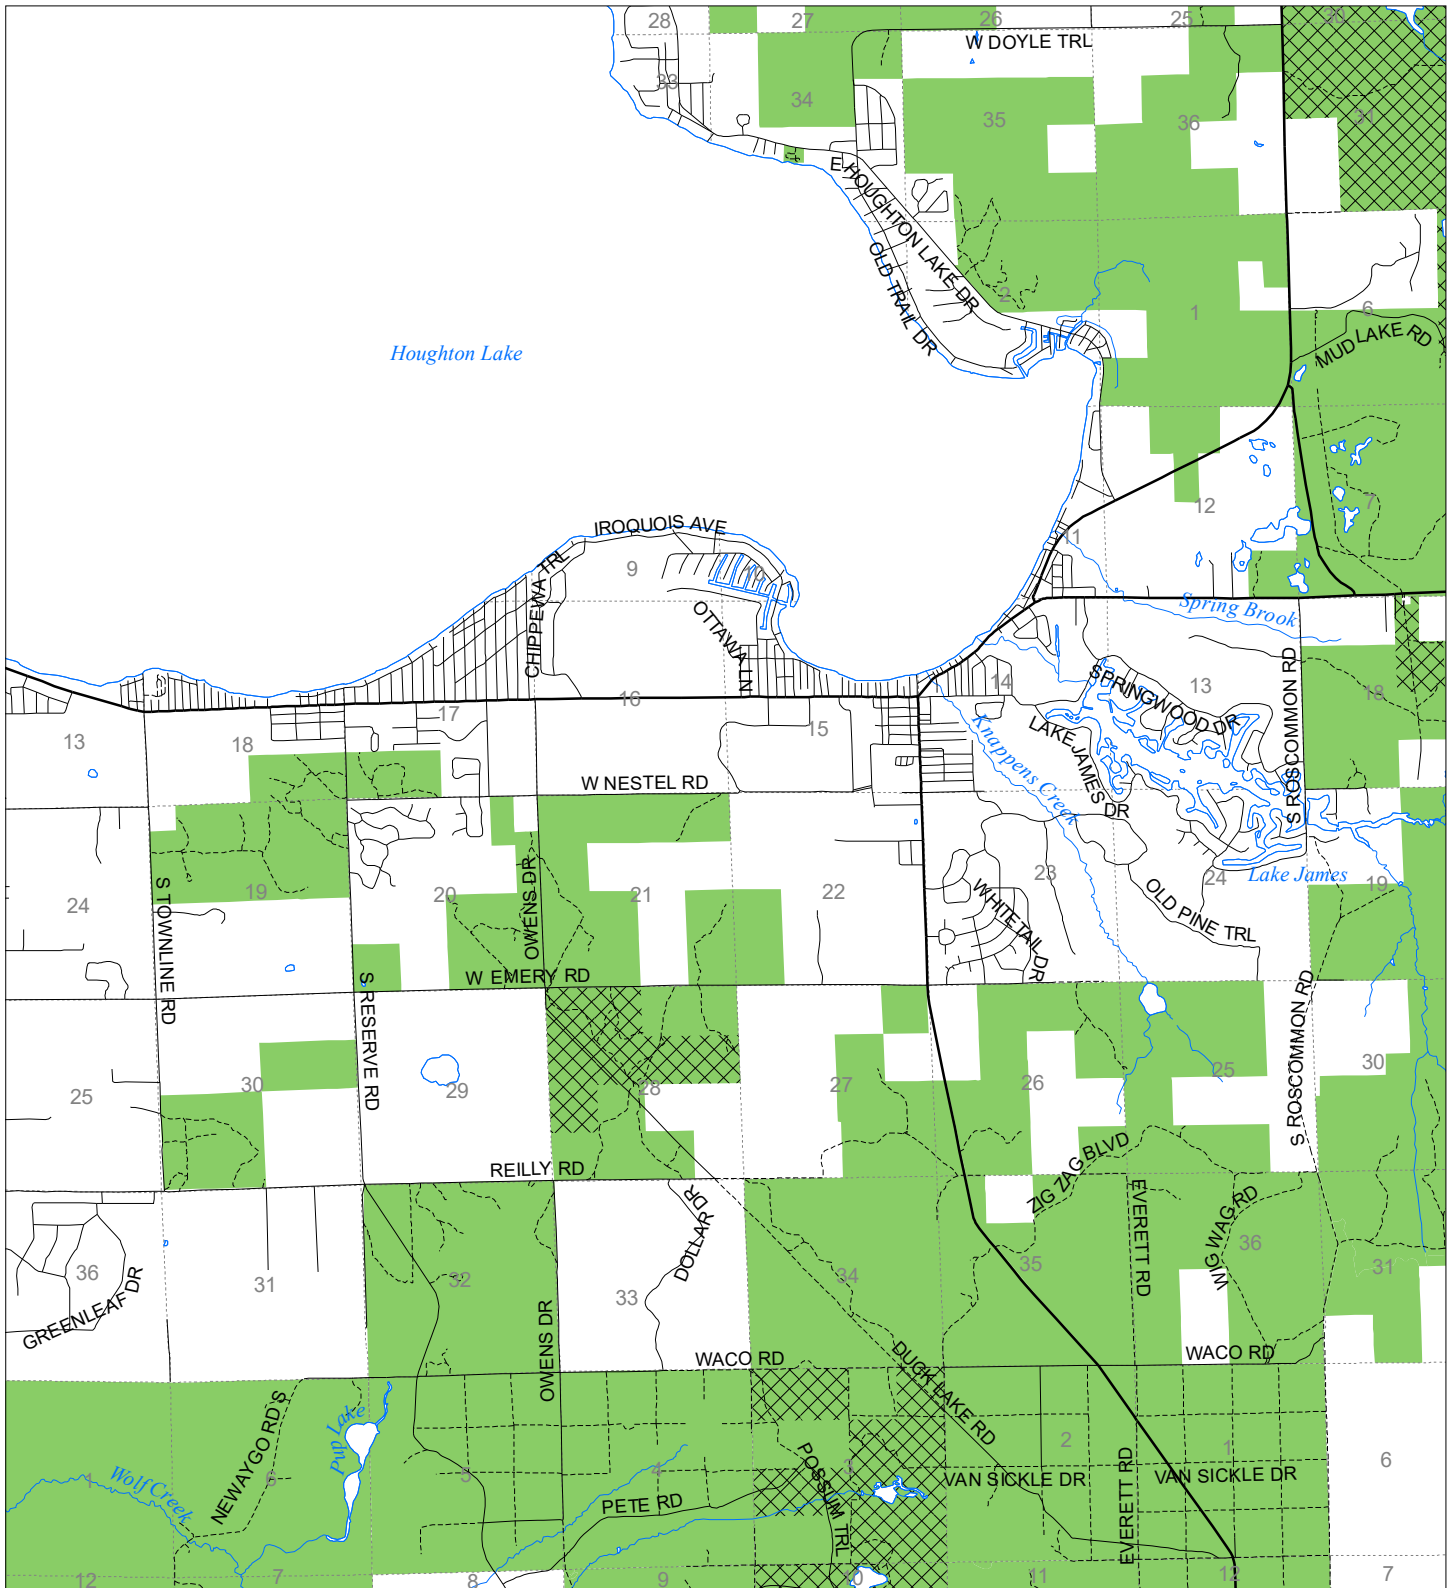 28
27
26
25
30
W DOYLE TRL
33
34
35
36
31
E HOUGHTON LAKE DR
OLD TRAIL DR
2
1
6
MUD LAKE RD
Houghton Lake
12
7
11
IROQUOIS AVE
9
10
CHIPPEWA TRL
OTTAWA LN
Spring Brook
S ROSCOMMON RD
14
SPRINGWOOD DR
13
18
17
16
15
13
18
LAKE JAMES DR
Knappens Creek
W NESTEL RD
24
S TOWNLINE RD
19
20
OWENS DR
21
22
23
WHITETAIL DR
24
Lake James
19
OLD PINE TRL
W EMERY RD
S RESERVE RD
S ROSCOMMON RD
25
30
29
28
27
26
25
30
REILLY RD
ZIG ZAG BLVD
EVERETT RD
WIG WAG RD
DOLLAR DR
36
GREENLEAF DR
31
32
33
34
35
36
31
OWENS DR
WACO RD
DUCK LAKE RD
WACO RD
NEWAYGO RD S
Pup Lake
Wolf Creek
1
6
5
4
3
2
1
6
PETE RD
POSSUM TRL
VAN SICKLE DR
EVERETT RD
VAN SICKLE DR
12
7
8
9
10
11
12
7